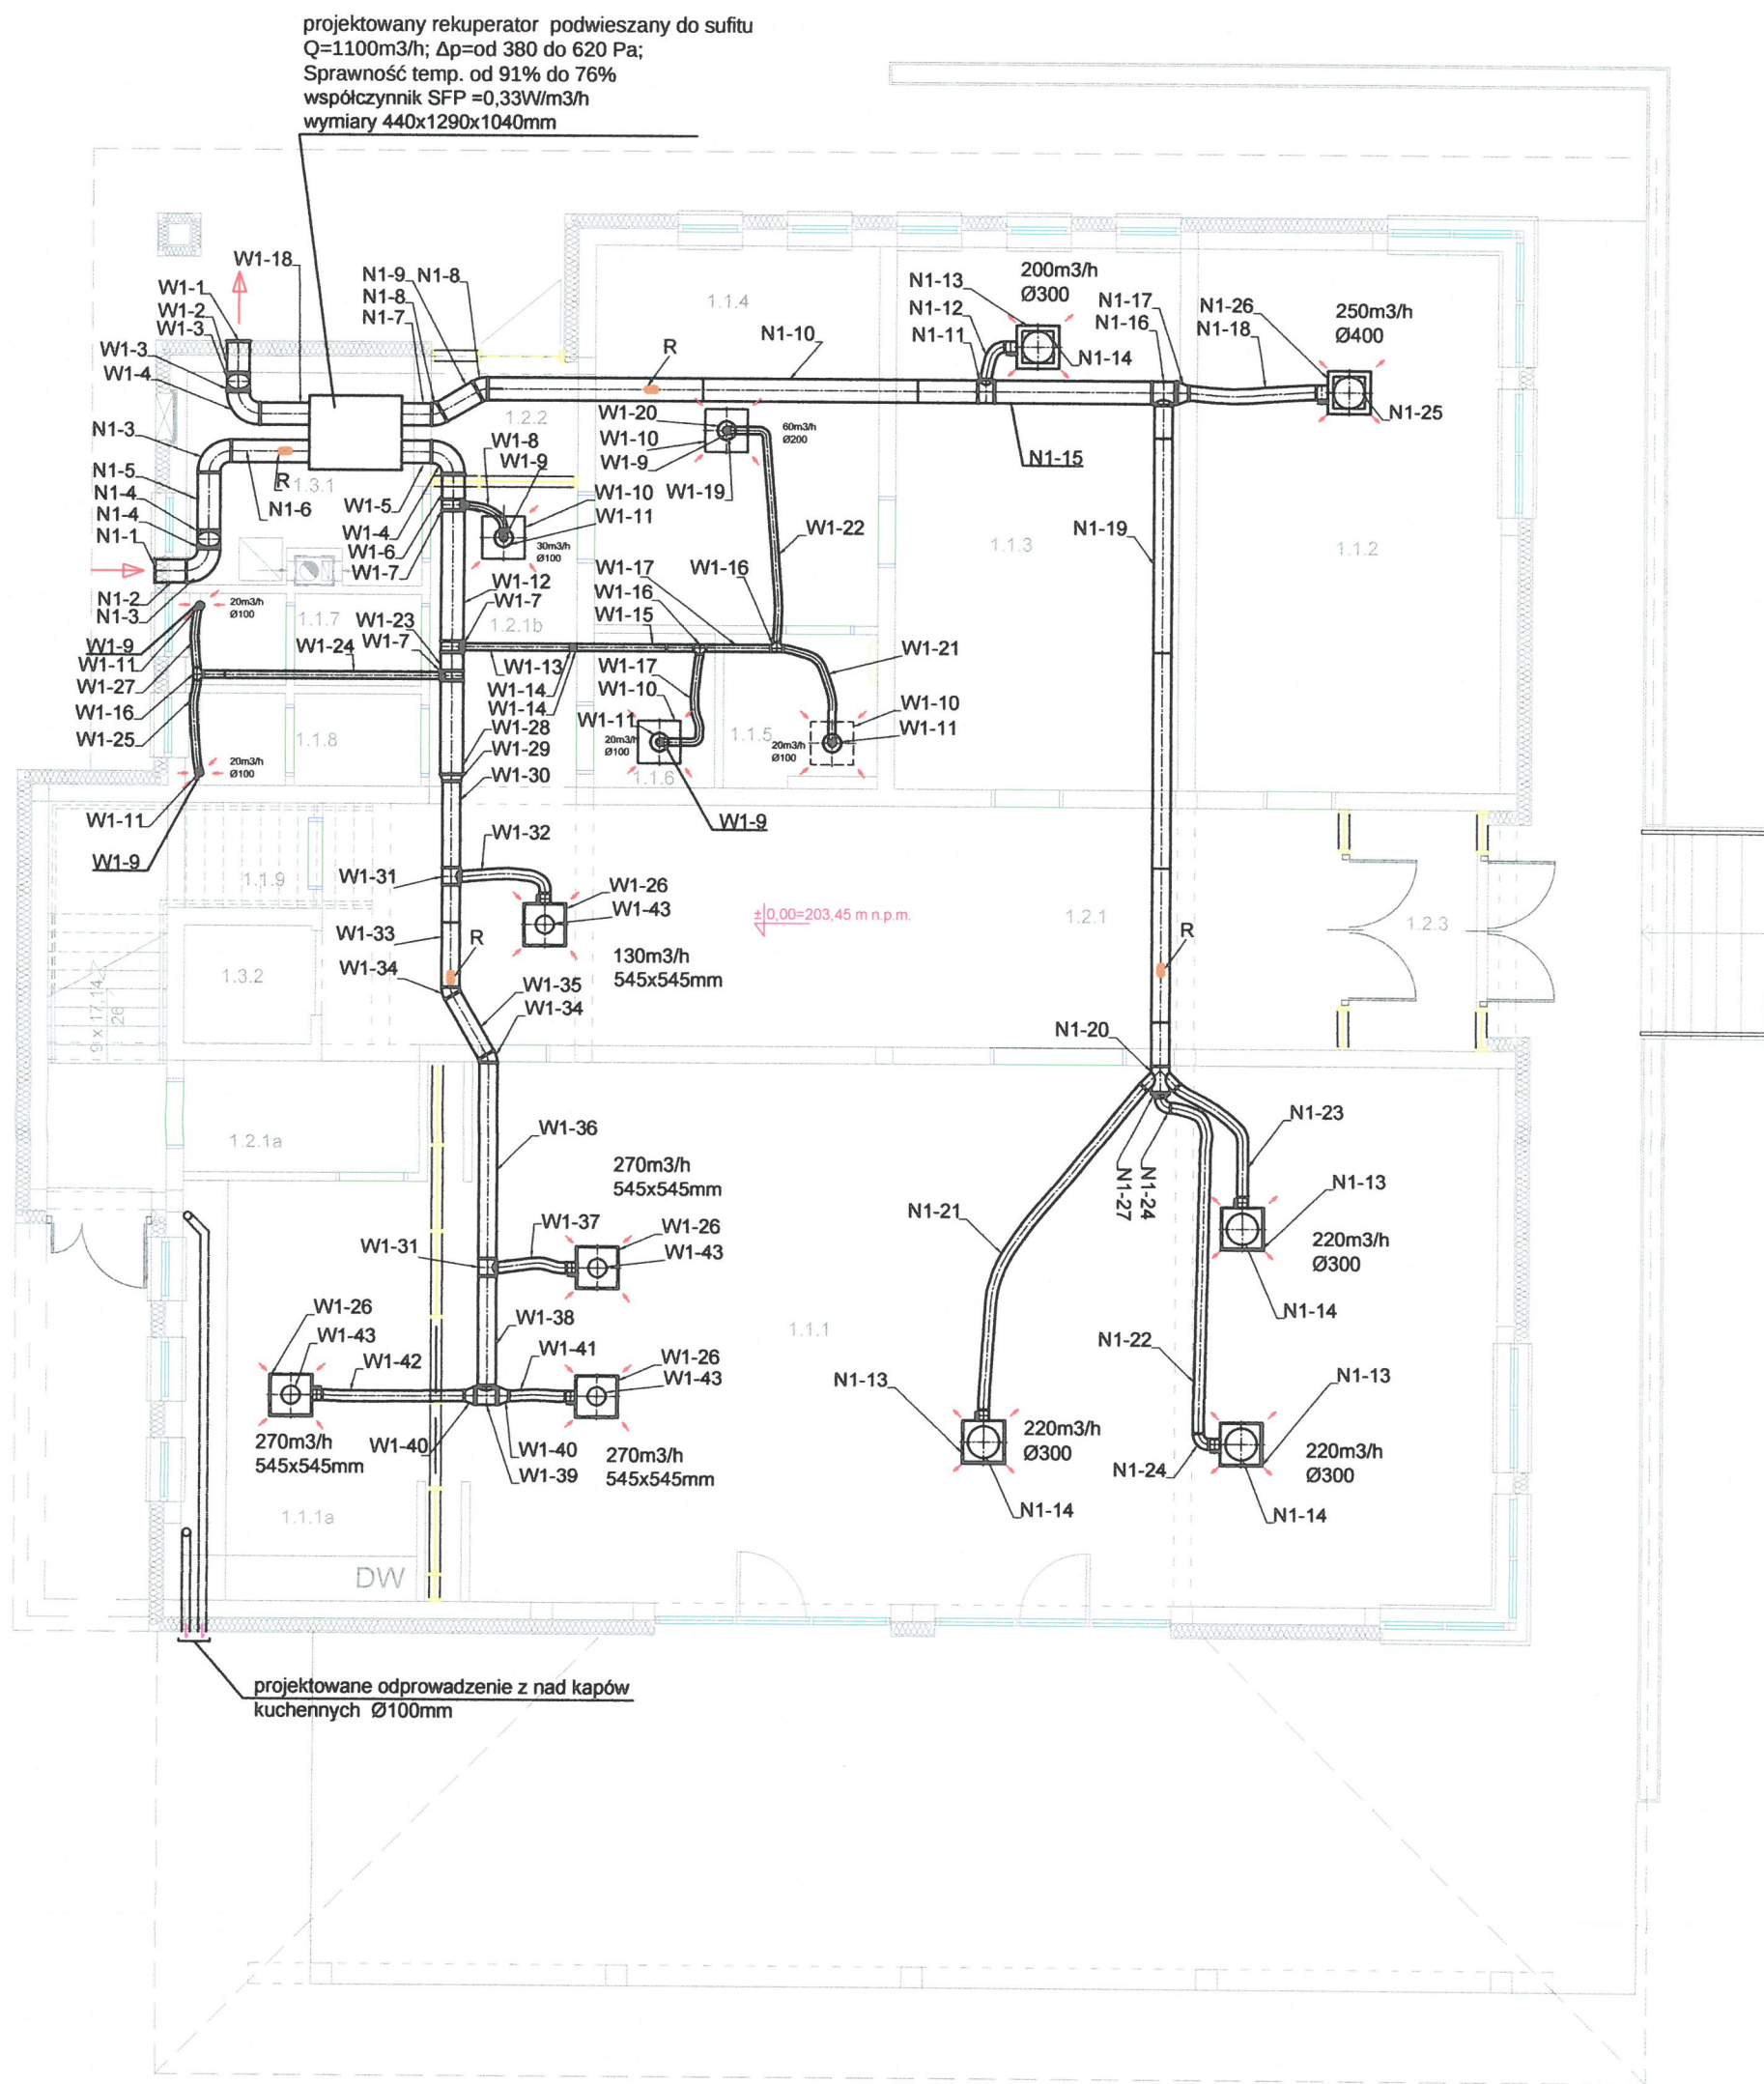 projektowany rekuperator podwieszany do sufitu
Q=1100m3/h; Δp=od 380 do 620 Pa;
Sprawność temp. od 91% do 76%
współczynnik SFP =0,33W/m3/h
wymiary 440x1290x1040mm
W1-18
W1-1
W1-2
W1-3
W1-3
W1-4
N1-9
N1-8
N1-8
N1-7
1.1.4
R
N1-10
N1-13
N1-12
N1-11
200m3/h
Ø300
N1-14
N1-17
N1-16
N1-26
N1-18
250m3/h
Ø400
N1-25
N1-15
N1-3
N1-5
N1-4
N1-4
N1-1
N1-2
N1-3
R
1.3.1
N1-6
W1-5
W1-4
W1-6
W1-7
1.2.2
W1-8
W1-9
W1-10
W1-11
30m3/h
Ø100
W1-20
W1-10
W1-9
W1-19
60m3/h
Ø200
W1-22
1.1.3
N1-19
1.1.2
W1-12
W1-7
1.2.1b
W1-17
W1-16
W1-15
W1-16
20m3/h
Ø100
1.1.7
W1-23
W1-7
W1-24
W1-9
W1-11
W1-27
W1-16
W1-25
W1-13
W1-14
W1-14
W1-28
W1-29
W1-30
W1-17
W1-10
W1-11
20m3/h
Ø100
1.1.6
1.1.5
20m3/h
Ø100
W1-21
W1-10
W1-11
W1-9
1.1.8
20m3/h
Ø100
W1-11
W1-9
1.1.9
W1-32
W1-31
W1-26
W1-43
130m3/h
545x545mm
±0,00=203,45 m n.p.m.
1.2.1
1.2.3
R
W1-33
W1-34
R
W1-35
W1-34
1.3.2
9 x 17,14
26
N1-20
1.2.1a
W1-36
270m3/h
545x545mm
W1-37
W1-26
W1-43
W1-31
W1-38
W1-26
W1-43
W1-42
W1-41
W1-26
W1-43
270m3/h
545x545mm
W1-40
W1-40
W1-39
270m3/h
545x545mm
1.1.1
N1-21
N1-24
N1-27
N1-23
N1-13
220m3/h
Ø300
N1-14
N1-22
N1-13
220m3/h
Ø300
N1-14
N1-24
N1-13
220m3/h
Ø300
N1-14
1.1.1a
DW
projektowane odprowadzenie z nad kapów
kuchennych Ø100mm